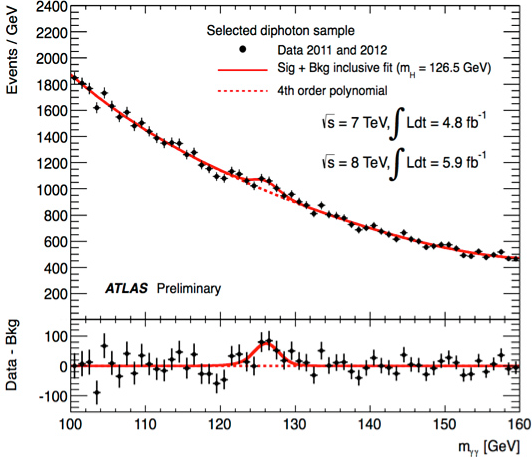 Events / GeV
2400
2200
2000
1800
1600
1400
1200
1000
800
600
400
200
Selected diphoton sample
Data 2011 and 2012
Sig + Bkg inclusive fit (m_H = 126.5 GeV)
4th order polynomial
√s = 7 TeV, ∫ Ldt = 4.8 fb⁻¹
√s = 8 TeV, ∫ Ldt = 5.9 fb⁻¹
ATLAS Preliminary
Data - Bkg
100
0
-100
100 110 120 130 140 150 160
m_γγ [GeV]